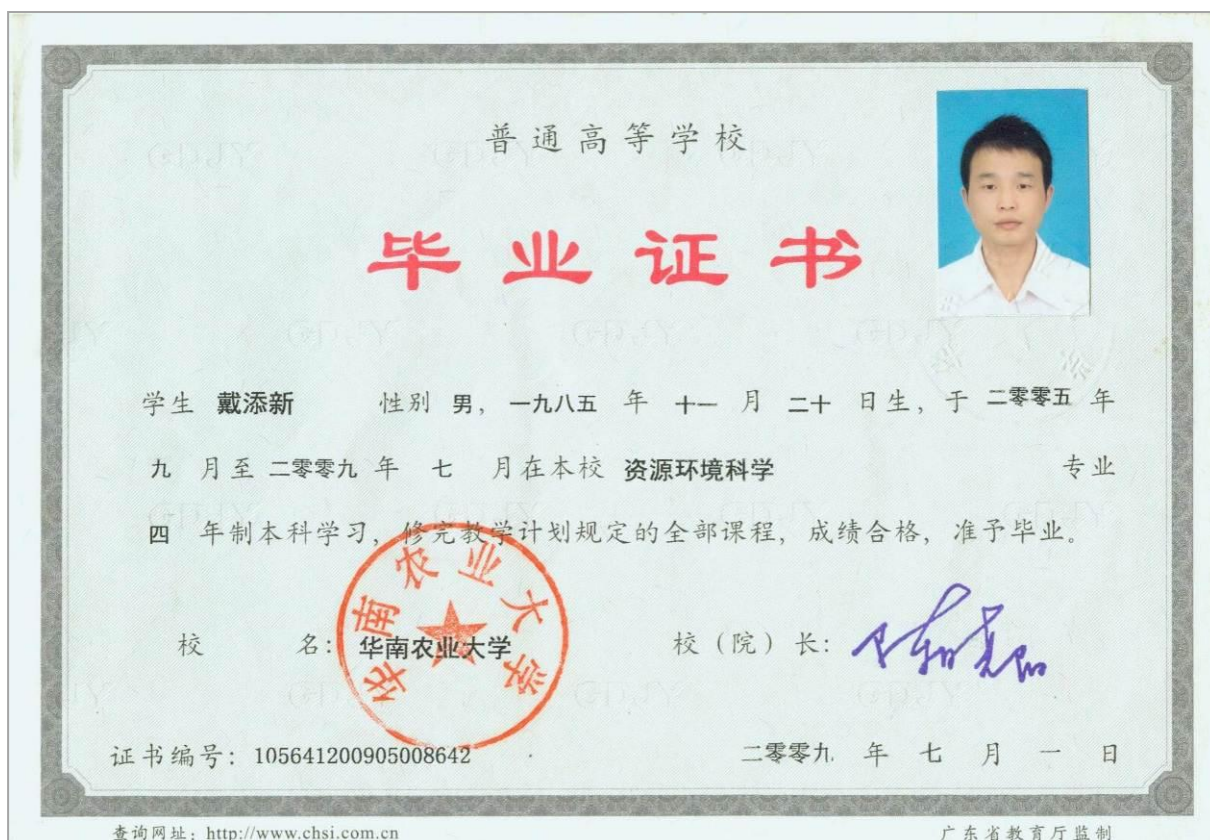 普通高等学校
毕业证书
学生 戴添新 性别 男，一九八五 年 十一 月 二十 日生，于 二零零五 年
九 月至 二零零九 年 七 月在本校 资源环境科学 专业
四 年制本科学习，修完教学计划规定的全部课程，成绩合格，准予毕业。
华南农业大学
校 名：华南农业大学 校（院）长：
证书编号：105641200905008642 二零零九 年 七 月 一 日
查询网址：http://www.chsi.com.cn 广东省教育厅监制